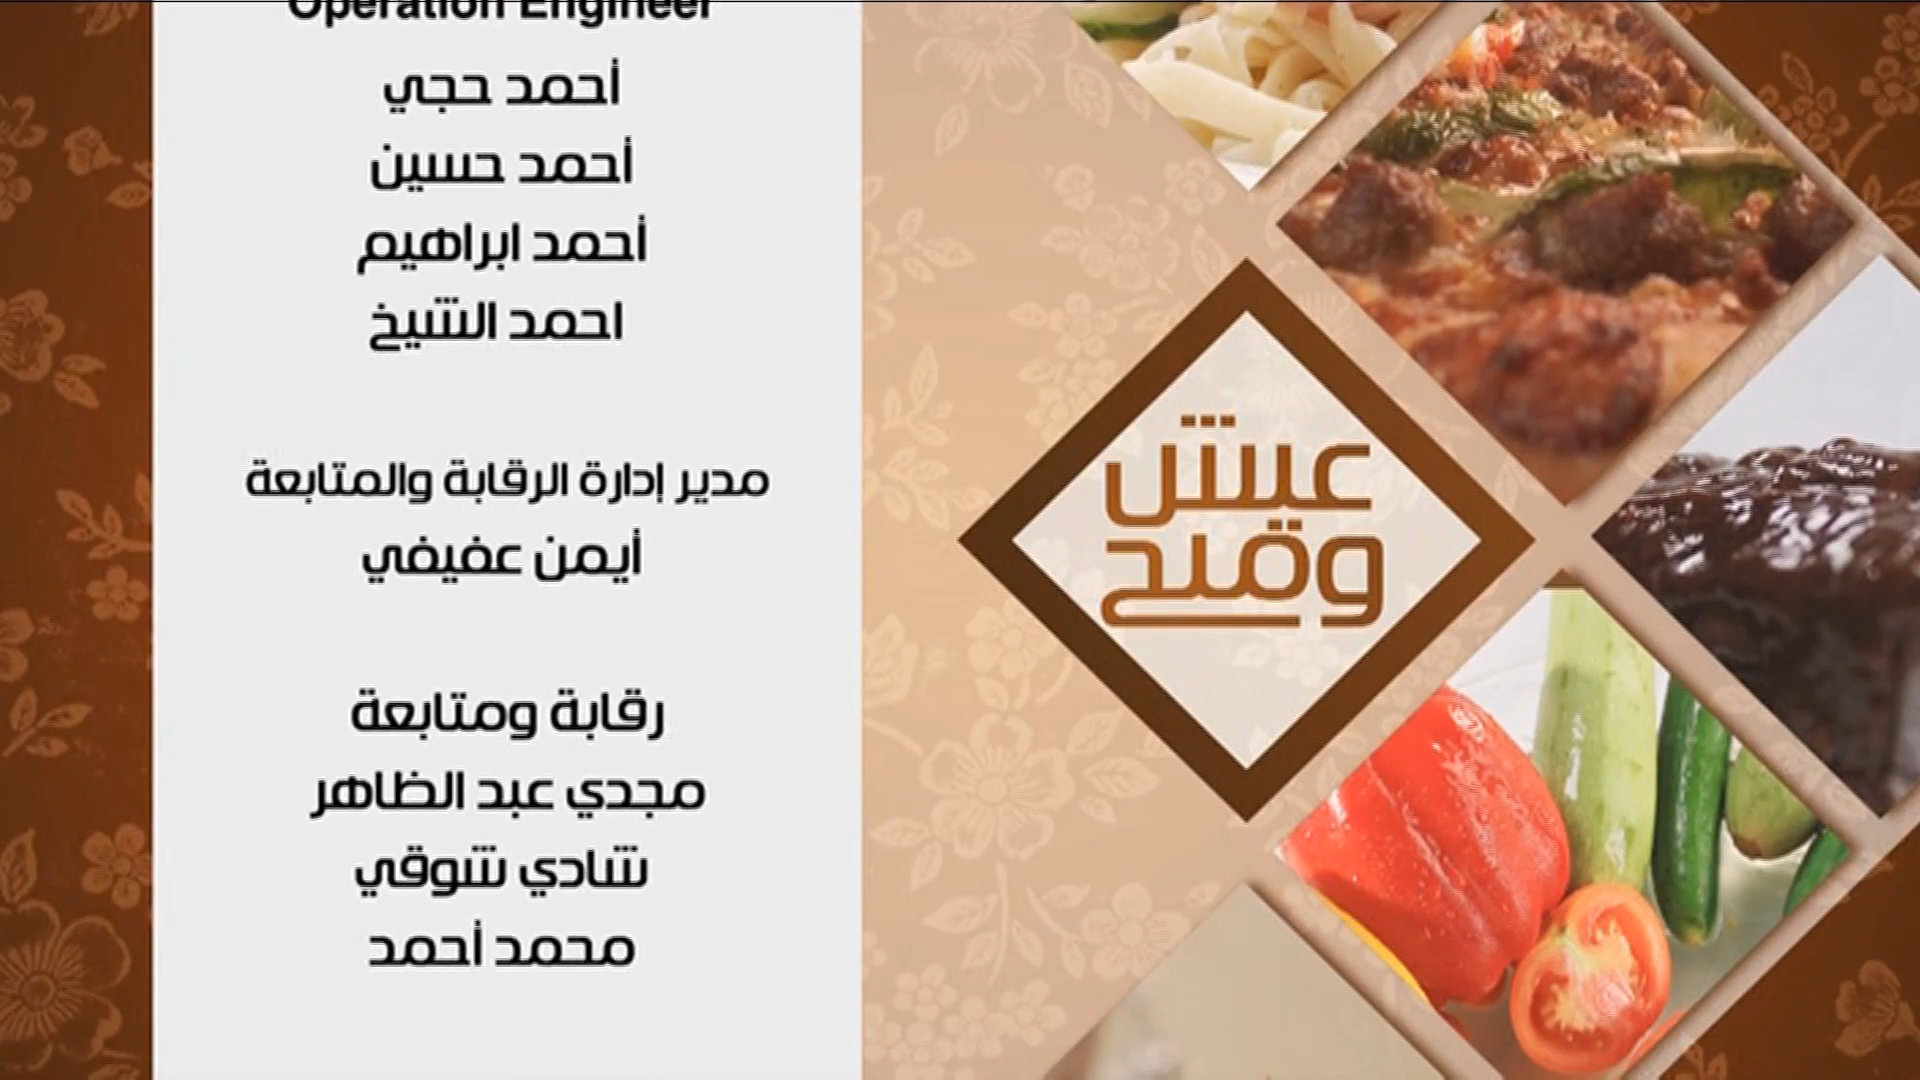 Operation Engineer
أحمد حجي
أحمد حسين
أحمد ابراهيم
احمد الشيخ
مدير إدارة الرقابة والمتابعة
أيمن عفيفي
رقابة ومتابعة
مجدي عبد الظاهر
شادي شوقي
محمد أحمد
عيش
وملح